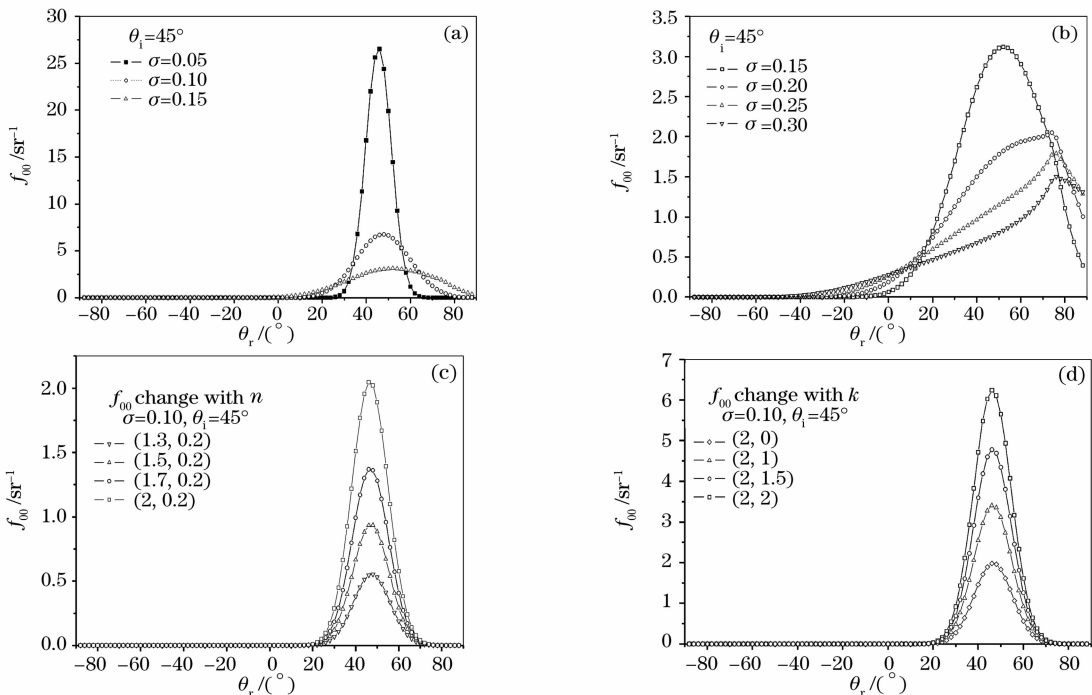 (a)
θi=45°
σ=0.05
σ=0.10
σ=0.15
f00 /sr−1
30
25
20
15
10
5
0
−80 −60 −40 −20 0 20 40 60 80
θr /(°)
(b)
θi=45°
σ=0.15
σ=0.20
σ=0.25
σ=0.30
f00 /sr−1
3.5
3.0
2.5
2.0
1.5
1.0
0.5
0.0
−80 −60 −40 −20 0 20 40 60 80
θr /(°)
(c)
f00 change with n
σ=0.10, θi=45°
(1.3, 0.2)
(1.5, 0.2)
(1.7, 0.2)
(2, 0.2)
f00 /sr−1
2.0
1.5
1.0
0.5
0.0
−80 −60 −40 −20 0 20 40 60 80
θr /(°)
(d)
f00 change with k
σ=0.10, θi=45°
(2, 0)
(2, 1)
(2, 1.5)
(2, 2)
f00 /sr−1
7
6
5
4
3
2
1
0
−80 −60 −40 −20 0 20 40 60 80
θr /(°)